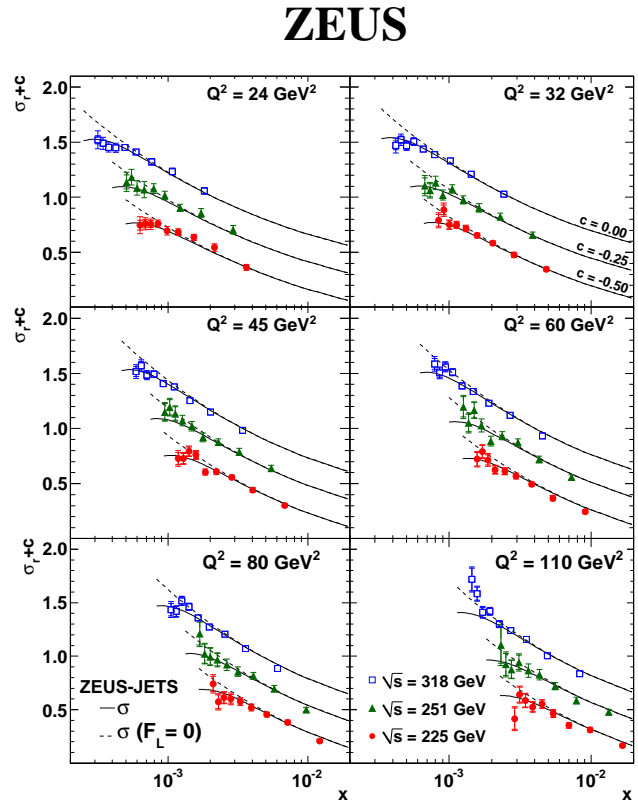 ZEUS
σr+c
2.0
1.5
1.0
0.5
Q² = 24 GeV²
Q² = 32 GeV²
c = 0.00
c = -0.25
c = -0.50
σr+c
2.0
1.5
1.0
0.5
Q² = 45 GeV²
Q² = 60 GeV²
σr+c
2.0
1.5
1.0
0.5
Q² = 80 GeV²
Q² = 110 GeV²
ZEUS-JETS
σ
σ (F_L = 0)
√s = 318 GeV
√s = 251 GeV
√s = 225 GeV
10⁻³
10⁻²
10⁻³
10⁻²
x
x